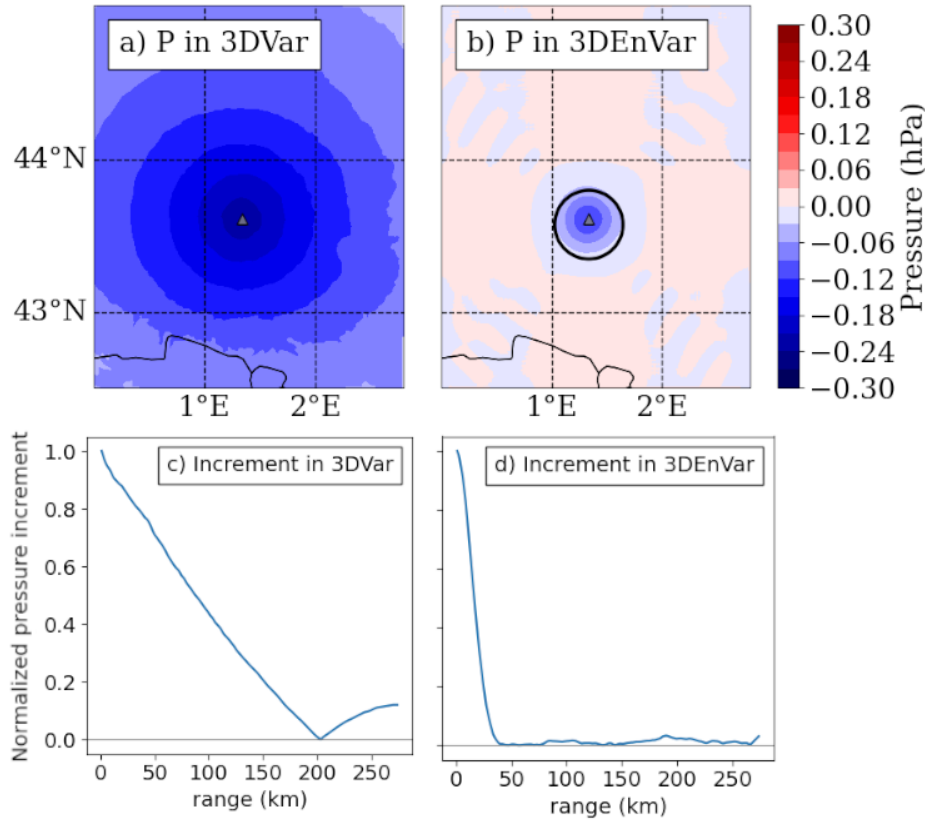 a) P in 3DVar
b) P in 3DEnVar
44°N
43°N
1°E
2°E
1°E
2°E
0.30
0.24
0.18
0.12
0.06
0.00
−0.06
−0.12
−0.18
−0.24
−0.30
Pressure (hPa)
c) Increment in 3DVar
d) Increment in 3DEnVar
Normalized pressure increment
1.0
0.8
0.6
0.4
0.2
0.0
0
50
100
150
200
250
range (km)
0
50
100
150
200
250
range (km)